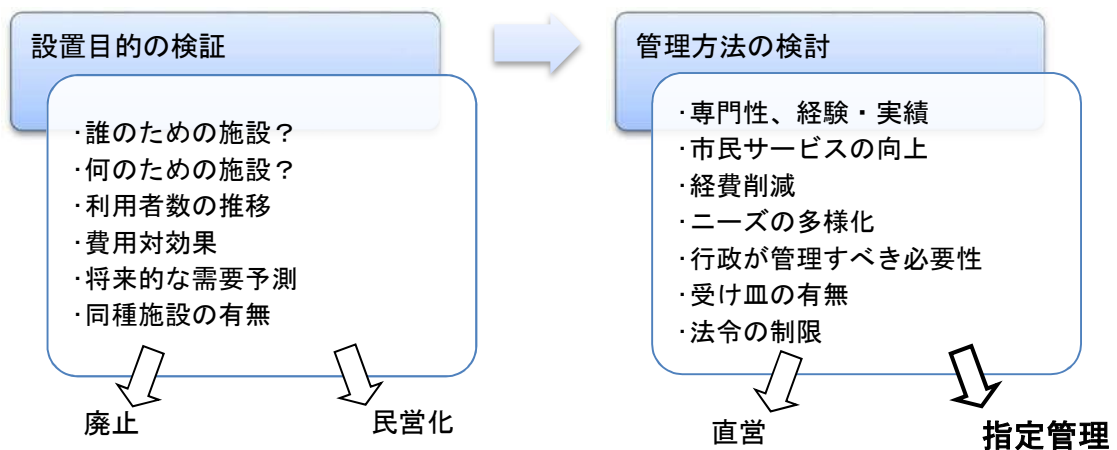 設置目的の検証
・誰のための施設？
・何のための施設？
・利用者数の推移
・費用対効果
・将来的な需要予測
・同種施設の有無
廃止
民営化
管理方法の検討
・専門性、経験・実績
・市民サービスの向上
・経費削減
・ニーズの多様化
・行政が管理すべき必要性
・受け皿の有無
・法令の制限
直営
指定管理